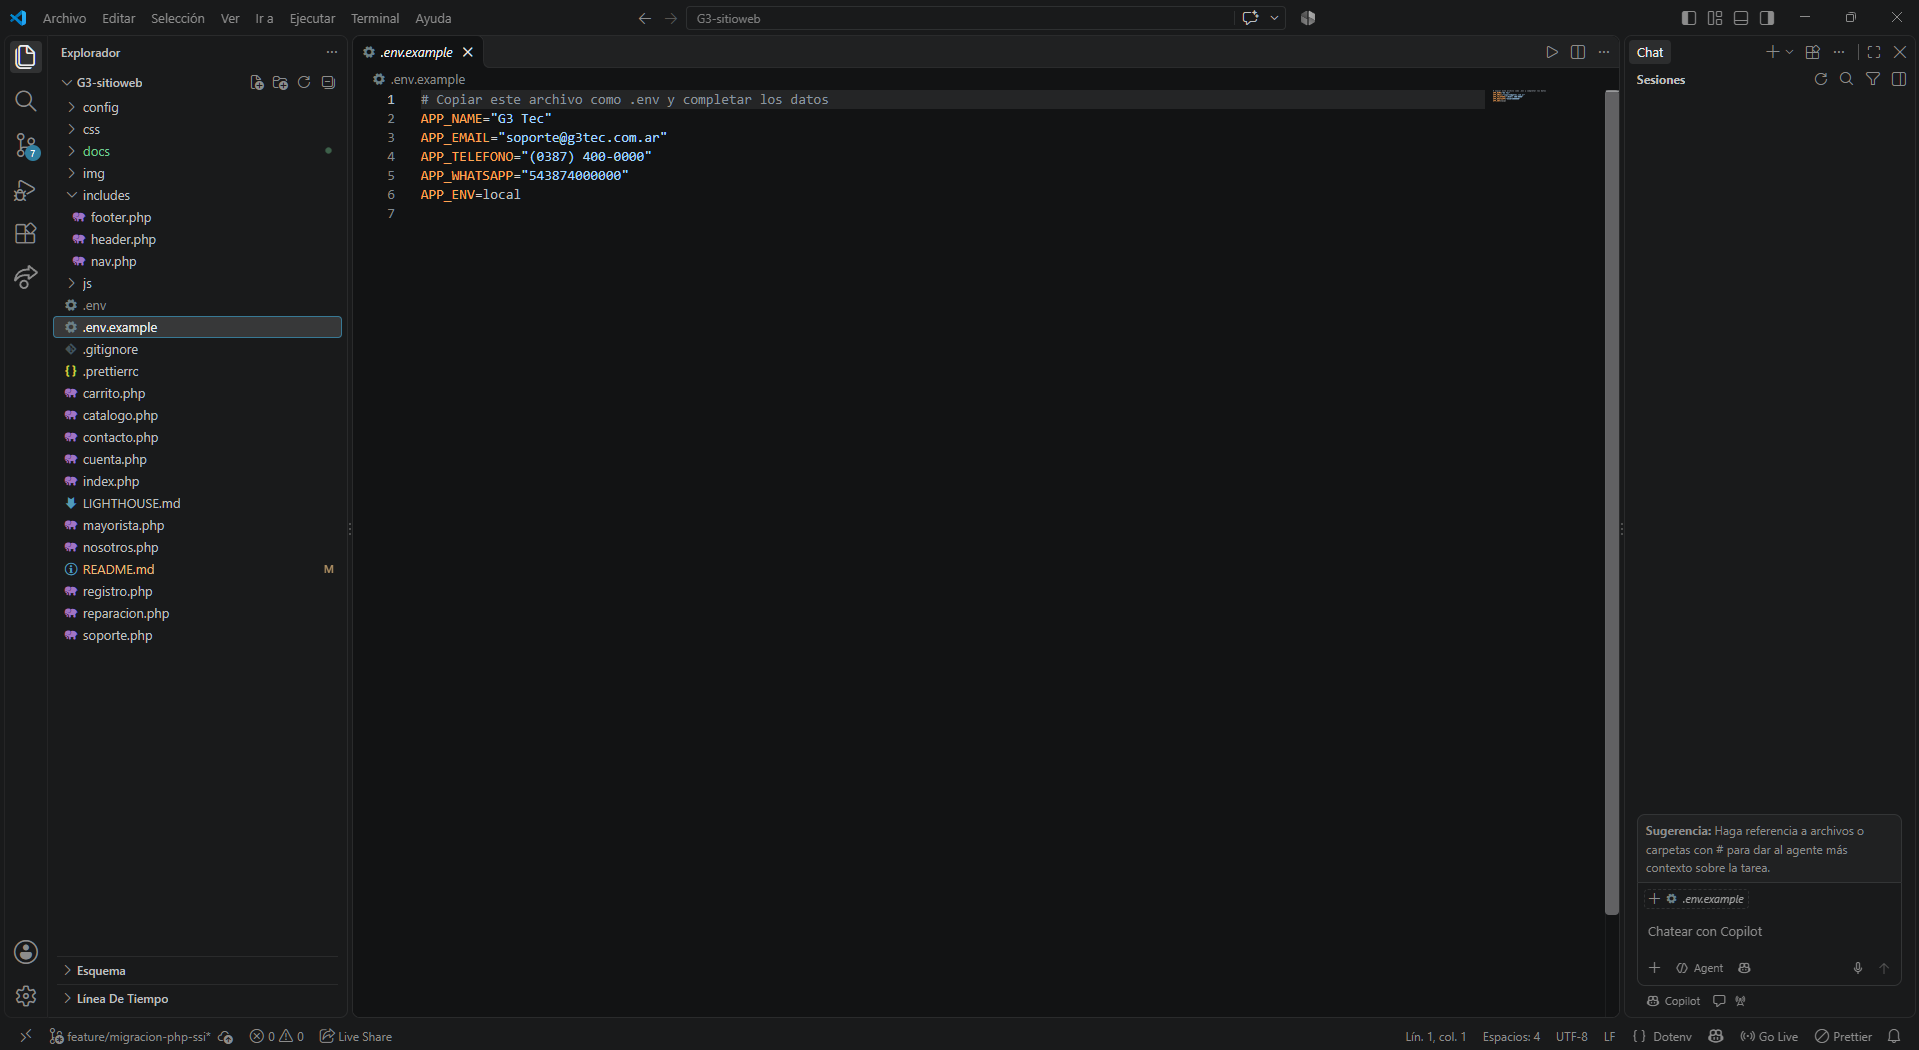 Archivo Editar Selección Ver Ir a Ejecutar Terminal Ayuda
G3-sitioweb
Explorador
G3-sitioweb
config
css
docs
img
includes
footer.php
header.php
nav.php
js
.env
.env.example
.gitignore
.prettierrc
carrito.php
catalogo.php
contacto.php
cuenta.php
index.php
LIGHTHOUSE.md
mayorista.php
nosotros.php
README.md M
registro.php
reparacion.php
soporte.php
Esquema
Línea De Tiempo
7
.env.example
.env.example
1 # Copiar este archivo como .env y completar los datos
2 APP_NAME="G3 Tec"
3 APP_EMAIL="soporte@g3tec.com.ar"
4 APP_TELEFONO="(0387) 400-0000"
5 APP_WHATSAPP="543874000000"
6 APP_ENV=local
7
Chat
Sesiones
Sugerencia: Haga referencia a archivos o
carpetas con # para dar al agente más
contexto sobre la tarea.
.env.example
Chatear con Copilot
Agent
Copilot
feature/migracion-php-ssi* 0 0 Live Share
Lín. 1, col. 1 Espacios: 4 UTF-8 LF { } Dotenv Go Live Prettier